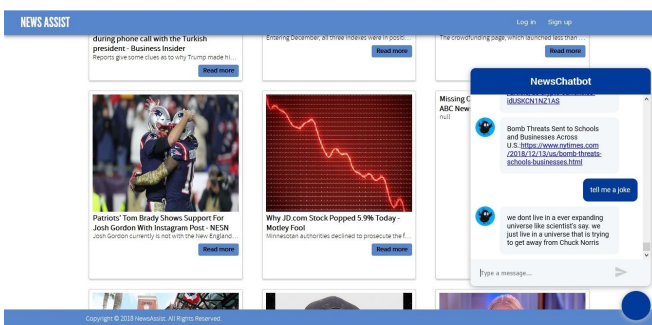 NEWS ASSIST
Log in Sign up
during phone call with the Turkish
president - Business Insider
Reports give some clues as to why Trump made hi...
Read more
Entering December, all three indexes were in positi...
Read more
The crowdfunding page, which launched less than ...
Read more
Patriots' Tom Brady Shows Support For
Josh Gordon With Instagram Post - NESN
Josh Gordon currently is not with the New England...
Read more
Why JD.com Stock Popped 5.9% Today -
Motley Fool
Minnesotan authorities declined to prosecute the f...
Read more
Missing
ABC New
null
NewsChatbot
idUSKCN1NZ1AS
Bomb Threats Sent to Schools
and Businesses Across
U.S.:https://www.nytimes.com
/2018/12/13/us/bomb-threats-
schools-businesses.html
tell me a joke
we dont live in a ever expanding
universe like scientist's say. we
just live in a universe that is trying
to get away from Chuck Norris
Type a message...
Copyright © 2018 NewsAssist. All Rights Reserved.